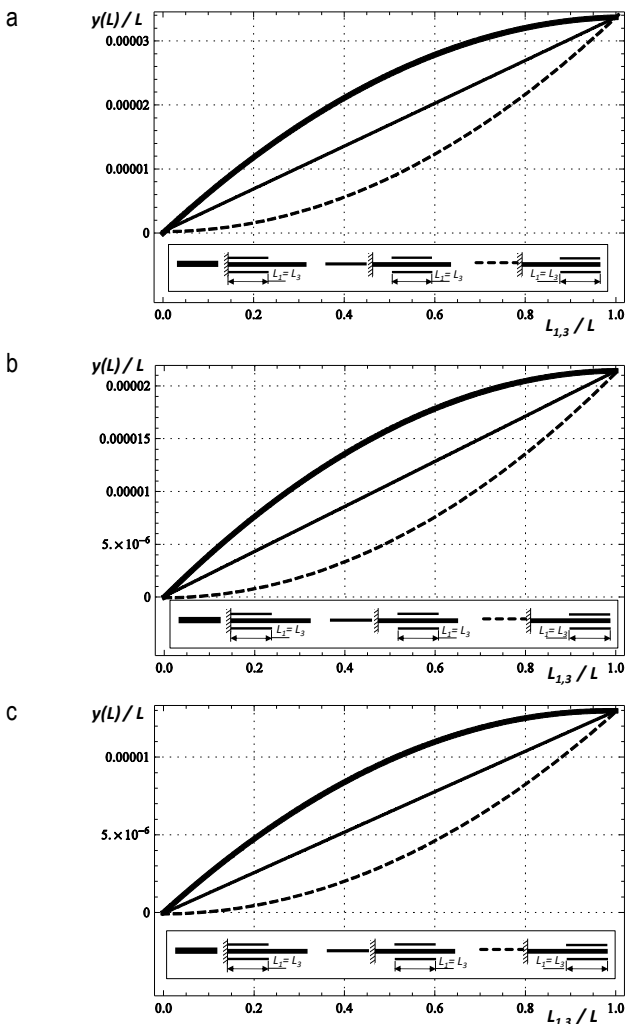 a
y(L) / L
0.00003
0.00002
0.00001
0
L₁= L₃ L₁= L₃ L₁= L₃
0.0 0.2 0.4 0.6 0.8 1.0
L₁,₃ / L
b
y(L) / L
0.00002
0.000015
0.00001
5.×10⁻⁶
0
L₁= L₃ L₁= L₃ L₁= L₃
0.0 0.2 0.4 0.6 0.8 1.0
L₁,₃ / L
c
y(L) / L
0.00001
5.×10⁻⁶
0
L₁= L₃ L₁= L₃ L₁= L₃
0.0 0.2 0.4 0.6 0.8 1.0
L₁,₃ / L